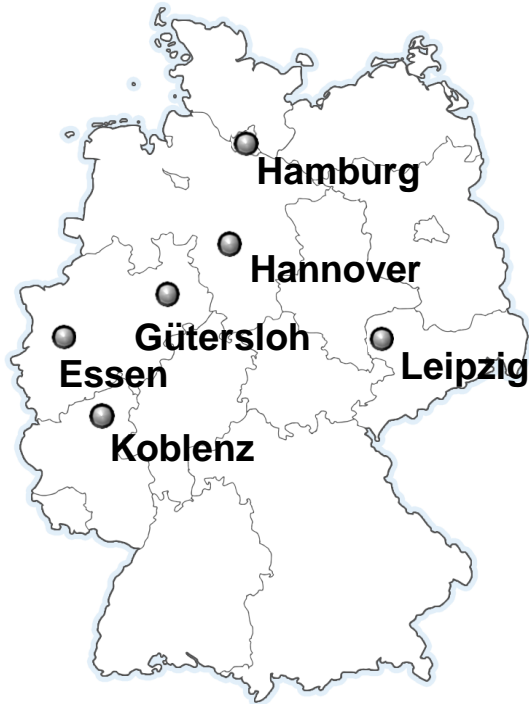 Hamburg
Hannover
Gütersloh
Essen
Leipzig
Koblenz